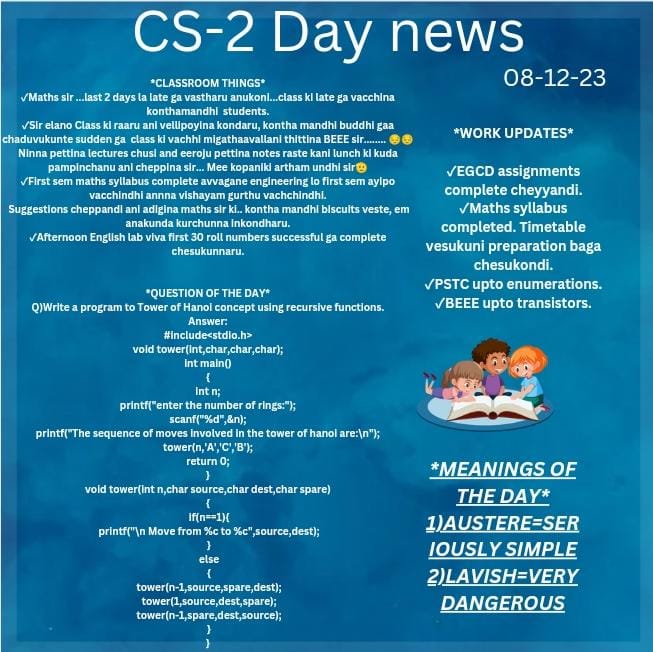 CS-2 Day news
08-12-23
*CLASSROOM THINGS*
✓Maths sir ...last 2 days la late ga vastharu anukoni...class ki late ga vacchina
konthamandhi students.
✓Sir elano Class ki raaru ani vellipoyina kondaru, kontha mandhi buddhi gaa
chaduvukunte sudden ga class ki vachhi migathaavallani thittina BEEE sir........ 😔😔
Ninna pettina lectures chusi and eeroju pettina notes raste kani lunch ki kuda
pampinchanu ani cheppina sir... Mee kopaniki artham undhi sir🥲
✓First sem maths syllabus complete avvagane engineering lo first sem ayipo
vacchindhi annna vishayam gurthu vachchindhi.
Suggestions cheppandi ani adigina maths sir ki.. kontha mandhi biscuits veste, em
anakunda kurchunna inkondharu.
✓Afternoon English lab viva first 30 roll numbers successful ga complete
chesukunnaru.
*QUESTION OF THE DAY*
Q)Write a program to Tower of Hanoi concept using recursive functions.
Answer:
#include<stdio.h>
void tower(int,char,char,char);
int main()
{
int n;
printf("enter the number of rings:");
scanf("%d",&n);
printf("The sequence of moves involved in the tower of hanoi are:\n");
tower(n,'A','C','B');
return 0;
}
void tower(int n,char source,char dest,char spare)
{
if(n==1){
printf("\n Move from %c to %c",source,dest);
}
else
{
tower(n-1,source,spare,dest);
tower(1,source,dest,spare);
tower(n-1,spare,dest,source);
}
}
*WORK UPDATES*
✓EGCD assignments
complete cheyyandi.
✓Maths syllabus
completed. Timetable
vesukuni preparation baga
chesukondi.
✓PSTC upto enumerations.
✓BEEE upto transistors.
*MEANINGS OF
THE DAY*
1)AUSTERE=SER
IOUSLY SIMPLE
2)LAVISH=VERY
DANGEROUS